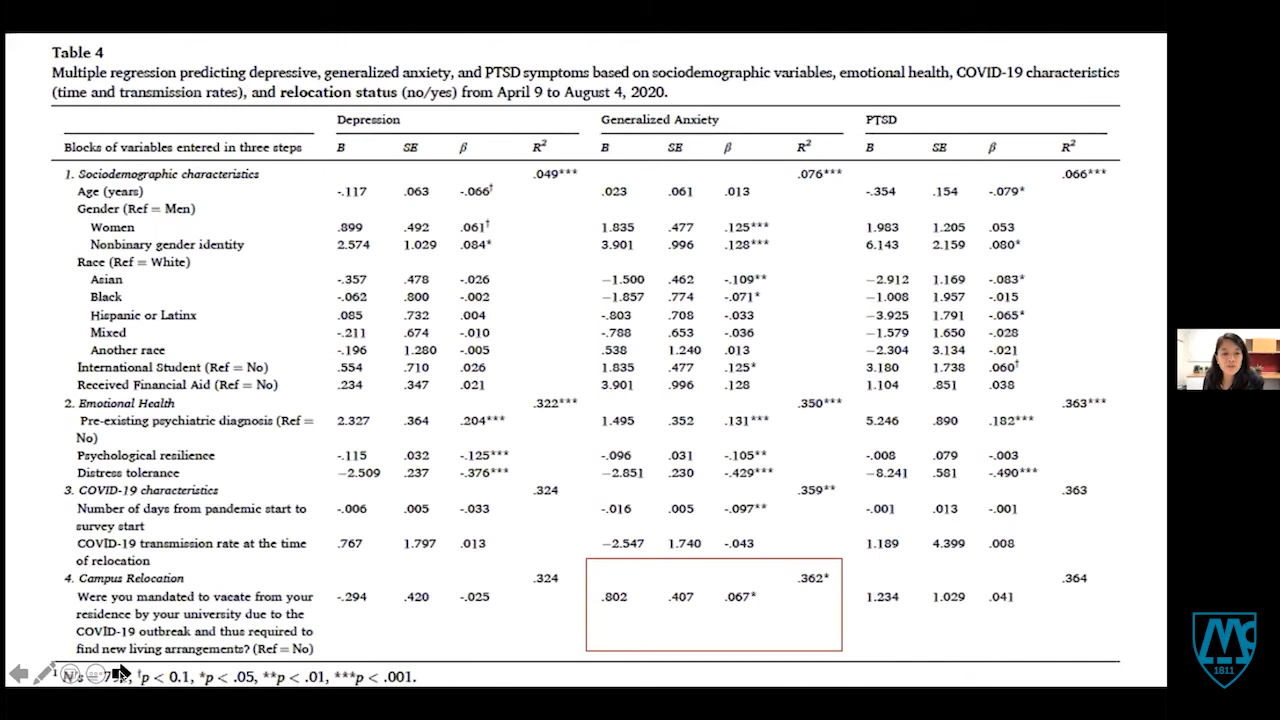 Table 4
Multiple regression predicting depressive, generalized anxiety, and PTSD symptoms based on sociodemographic variables, emotional health, COVID-19 characteristics
(time and transmission rates), and relocation status (no/yes) from April 9 to August 4, 2020.
Depression Generalized Anxiety PTSD
Blocks of variables entered in three steps B SE β R² B SE β R² B SE β R²
1. Sociodemographic characteristics .049*** .076*** .066***
Age (years) -.117 .063 -.066† .023 .061 .013 -.354 .154 -.079*
Gender (Ref = Men)
Women .899 .492 .061† 1.835 .477 .125*** 1.983 1.205 .053
Nonbinary gender identity 2.574 1.029 .084* 3.901 .996 .128*** 6.143 2.159 .080*
Race (Ref = White)
Asian -.357 .478 -.026 −1.500 .462 -.109** −2.912 1.169 -.083*
Black -.062 .800 -.002 −1.857 .774 -.071* −1.008 1.957 -.015
Hispanic or Latinx .085 .732 .004 -.803 .708 -.033 −3.925 1.791 -.065*
Mixed -.211 .674 -.010 -.788 .653 -.036 −1.579 1.650 -.028
Another race -.196 1.280 -.005 .538 1.240 .013 −2.304 3.134 -.021
International Student (Ref = No) .554 .710 .026 1.835 .477 .125* 3.180 1.738 .060†
Received Financial Aid (Ref = No) .234 .347 .021 3.901 .996 .128 1.104 .851 .038
2. Emotional Health .322*** .350*** .363***
Pre-existing psychiatric diagnosis (Ref = 2.327 .364 .204*** 1.495 .352 .131*** 5.246 .890 .182***
No)
Psychological resilience -.115 .032 -.125*** -.096 .031 -.105** -.008 .079 -.003
Distress tolerance −2.509 .237 -.376*** −2.851 .230 -.429*** −8.241 .581 -.490***
3. COVID-19 characteristics .324 .359** .363
Number of days from pandemic start to -.006 .005 -.033 -.016 .005 -.097** -.001 .013 -.001
survey start
COVID-19 transmission rate at the time .767 1.797 .013 −2.547 1.740 -.043 1.189 4.399 .008
of relocation
4. Campus Relocation .324 .362* .364
Were you mandated to vacate from your -.294 .420 -.025 .802 .407 .067* 1.234 1.029 .041
residence by your university due to the
COVID-19 outbreak and thus required to
find new living arrangements? (Ref = No)
†p < 0.1, *p < .05, **p < .01, ***p < .001.
1811